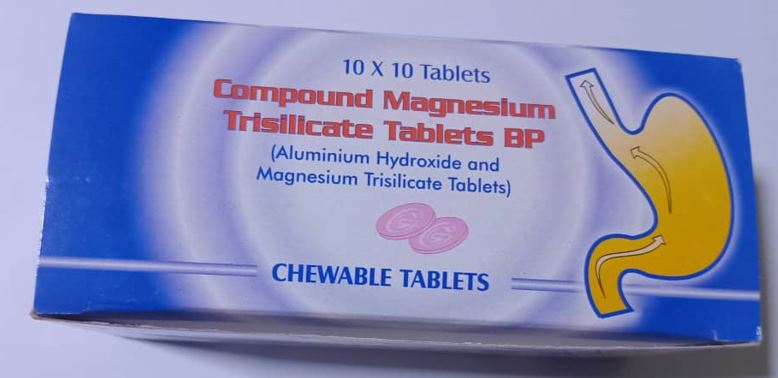 10 X 10 Tablets
Compound Magnesium
Trisilicate Tablets BP
(Aluminium Hydroxide and
Magnesium Trisilicate Tablets)
G G
CHEWABLE TABLETS